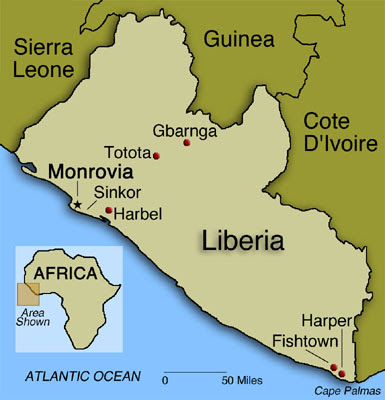 Sierra
Leone
Guinea
Cote
D'Ivoire
Gbarnga
Totota
Monrovia
Sinkor
Harbel
Liberia
AFRICA
Area
Shown
Harper
Fishtown
ATLANTIC OCEAN
0
50 Miles
Cape Palmas